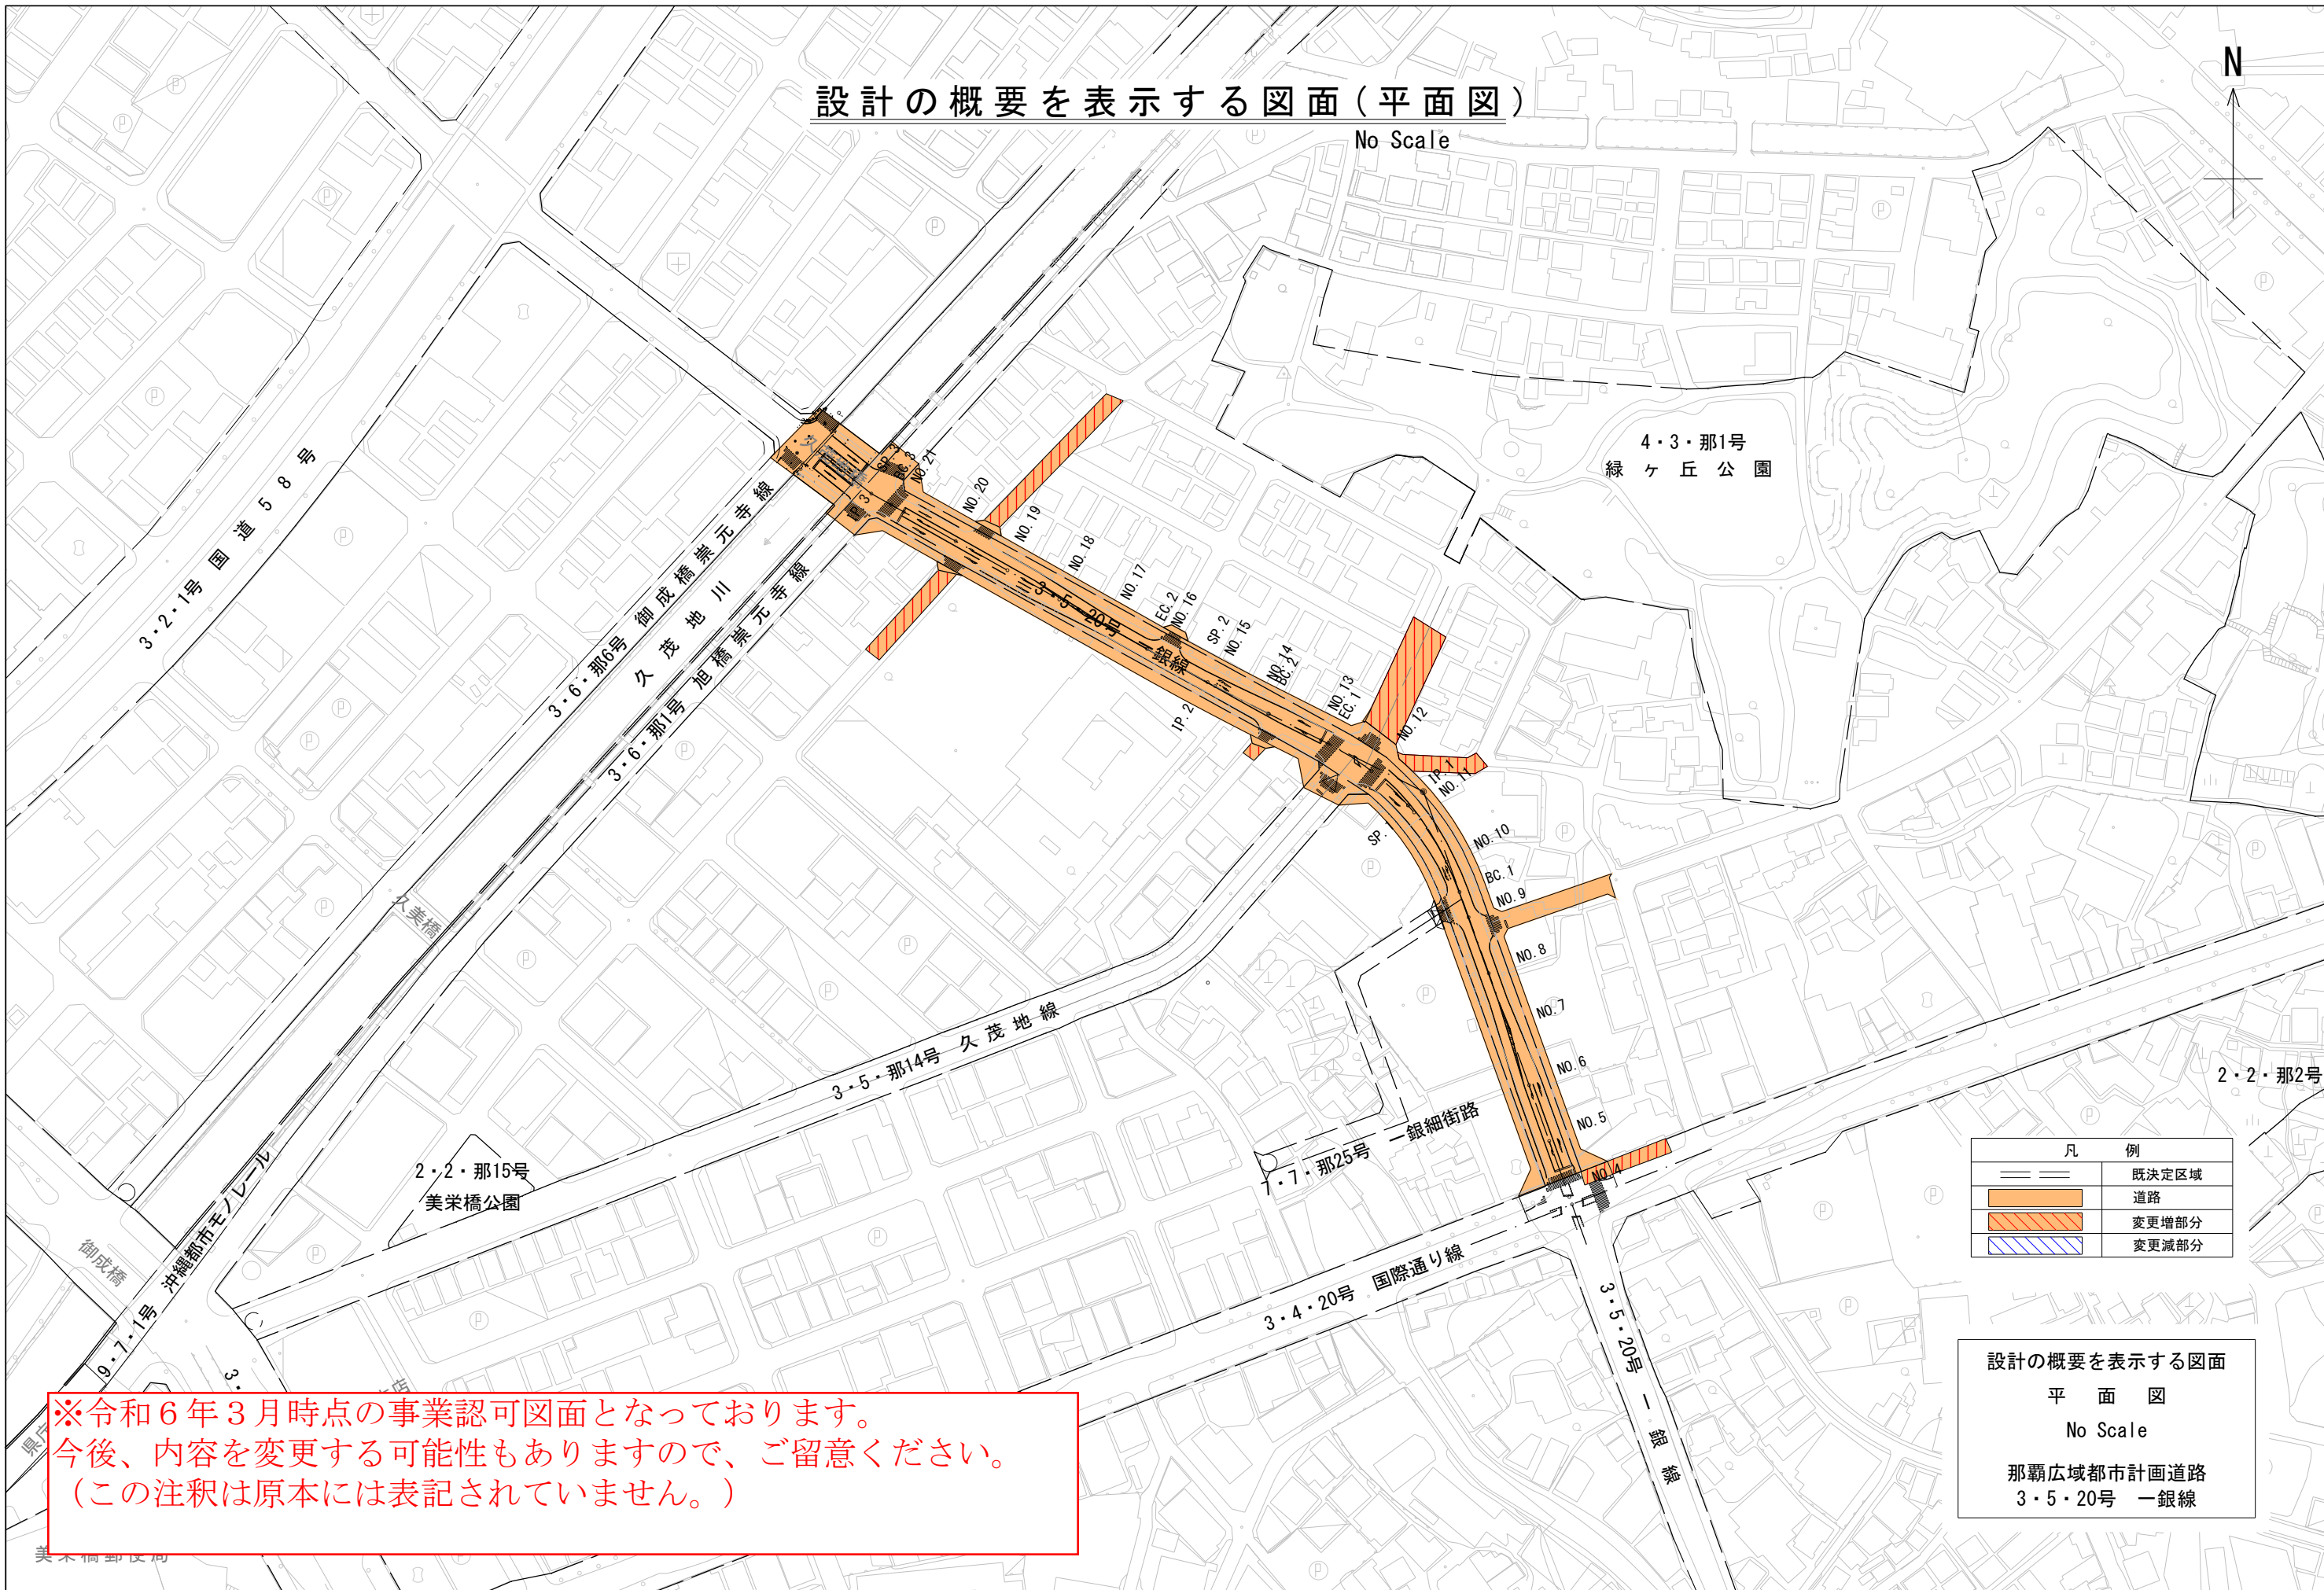 設計の概要を表示する図面(平面図)
No Scale
N
4・3・那1号
緑ヶ丘公園
3・2・1号 国道58号
3・6・那6号 御成橋崇元寺線
久茂地川
3・6・那1号 旭橋崇元寺線
SP.3
BC.3
NO.21
IP.3
NO.20
NO.19
NO.18
NO.17
EC.2
NO.16
SP.2
NO.15
NO.14
BC.2
NO.13
EC.1
NO.12
IP.2
IP.1
NO.11
SP.
NO.10
BC.1
NO.9
NO.8
NO.7
NO.6
NO.5
NO.4
3・5・20号 一銀線
久美橋
3・5・那14号 久茂地線
7・7・那25号 一銀細街路
2・2・那2号
2・2・那15号
美栄橋公園
御成橋
9・7・1号 沖縄都市モノレール
3・4・20号 国際通り線
3・5・20号 一銀線
3・
凡例
既決定区域
道路
変更増部分
変更減部分
設計の概要を表示する図面
平面図
No Scale
那覇広域都市計画道路
3・5・20号 一銀線
※令和6年3月時点の事業認可図面となっております。
今後、内容を変更する可能性もありますので、ご留意ください。
(この注釈は原本には表記されていません。)